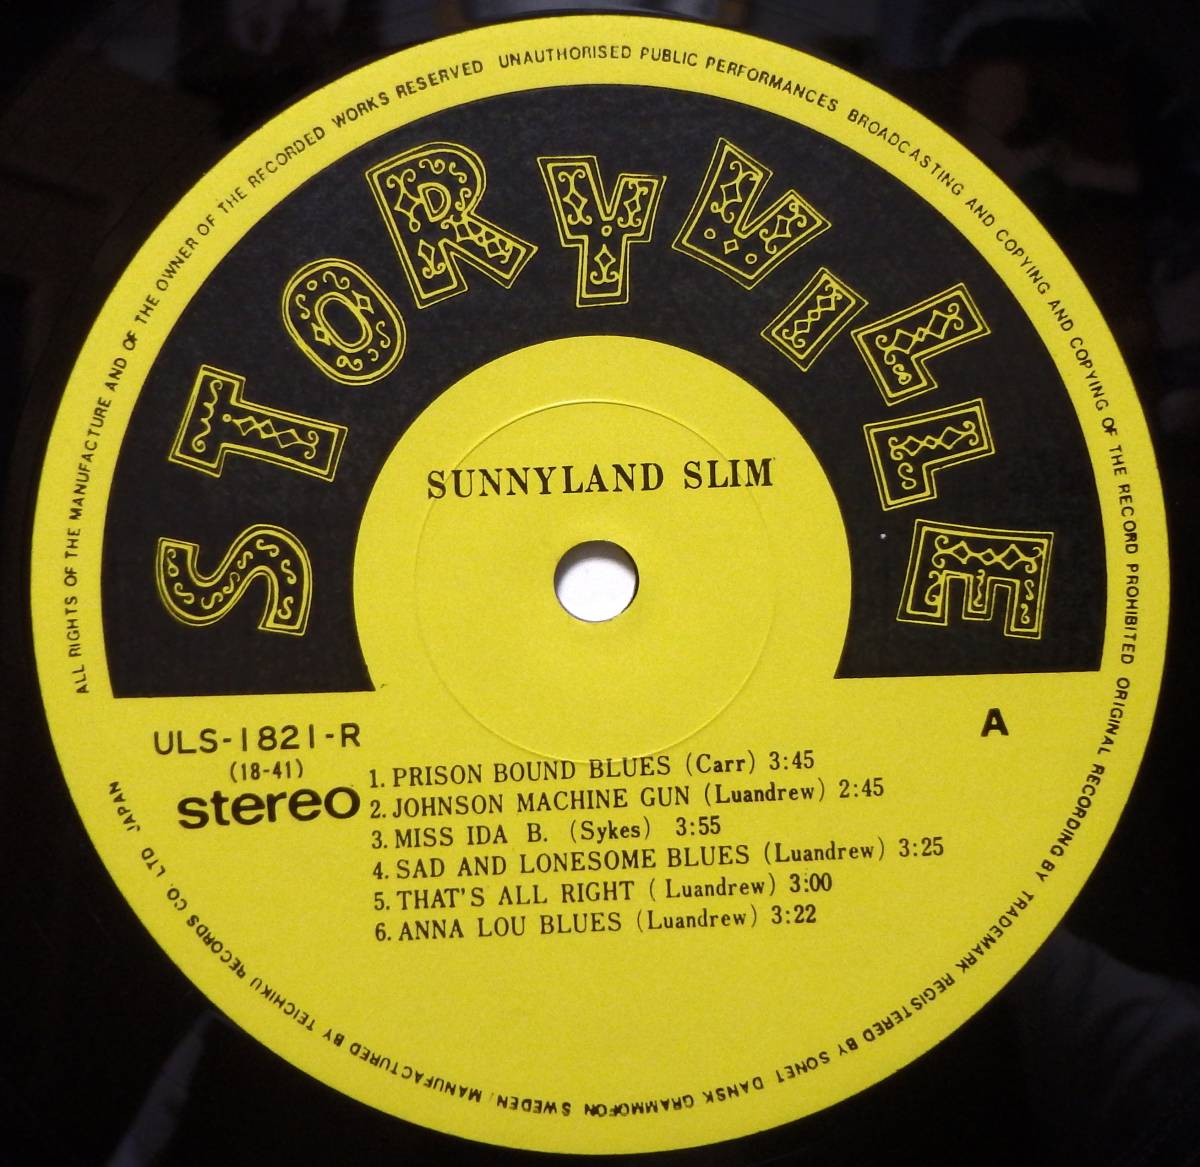 ALL RIGHTS OF THE MANUFACTURE AND OF THE OWNER OF THE RECORDED WORKS RESERVED UNAUTHORISED PUBLIC PERFORMANCES BROADCASTING AND COPYING AND COPYING OF THE RECORD PROHIBITED ORIGINAL RECORDING BY TRADEMARK REGISTERED BY SONET DANSK GRAMMOFON SWEDEN; MANUFACTURED BY TEICHIKU RECORDS CO. LTD JAPAN
STORYVILLE
SUNNYLAND SLIM
A
ULS-1821-R
(18-41)
stereo
1. PRISON BOUND BLUES (Carr) 3:45
2. JOHNSON MACHINE GUN (Luandrew) 2:45
3. MISS IDA B. (Sykes) 3:55
4. SAD AND LONESOME BLUES (Luandrew) 3:25
5. THAT'S ALL RIGHT ( Luandrew) 3:00
6. ANNA LOU BLUES (Luandrew) 3:22